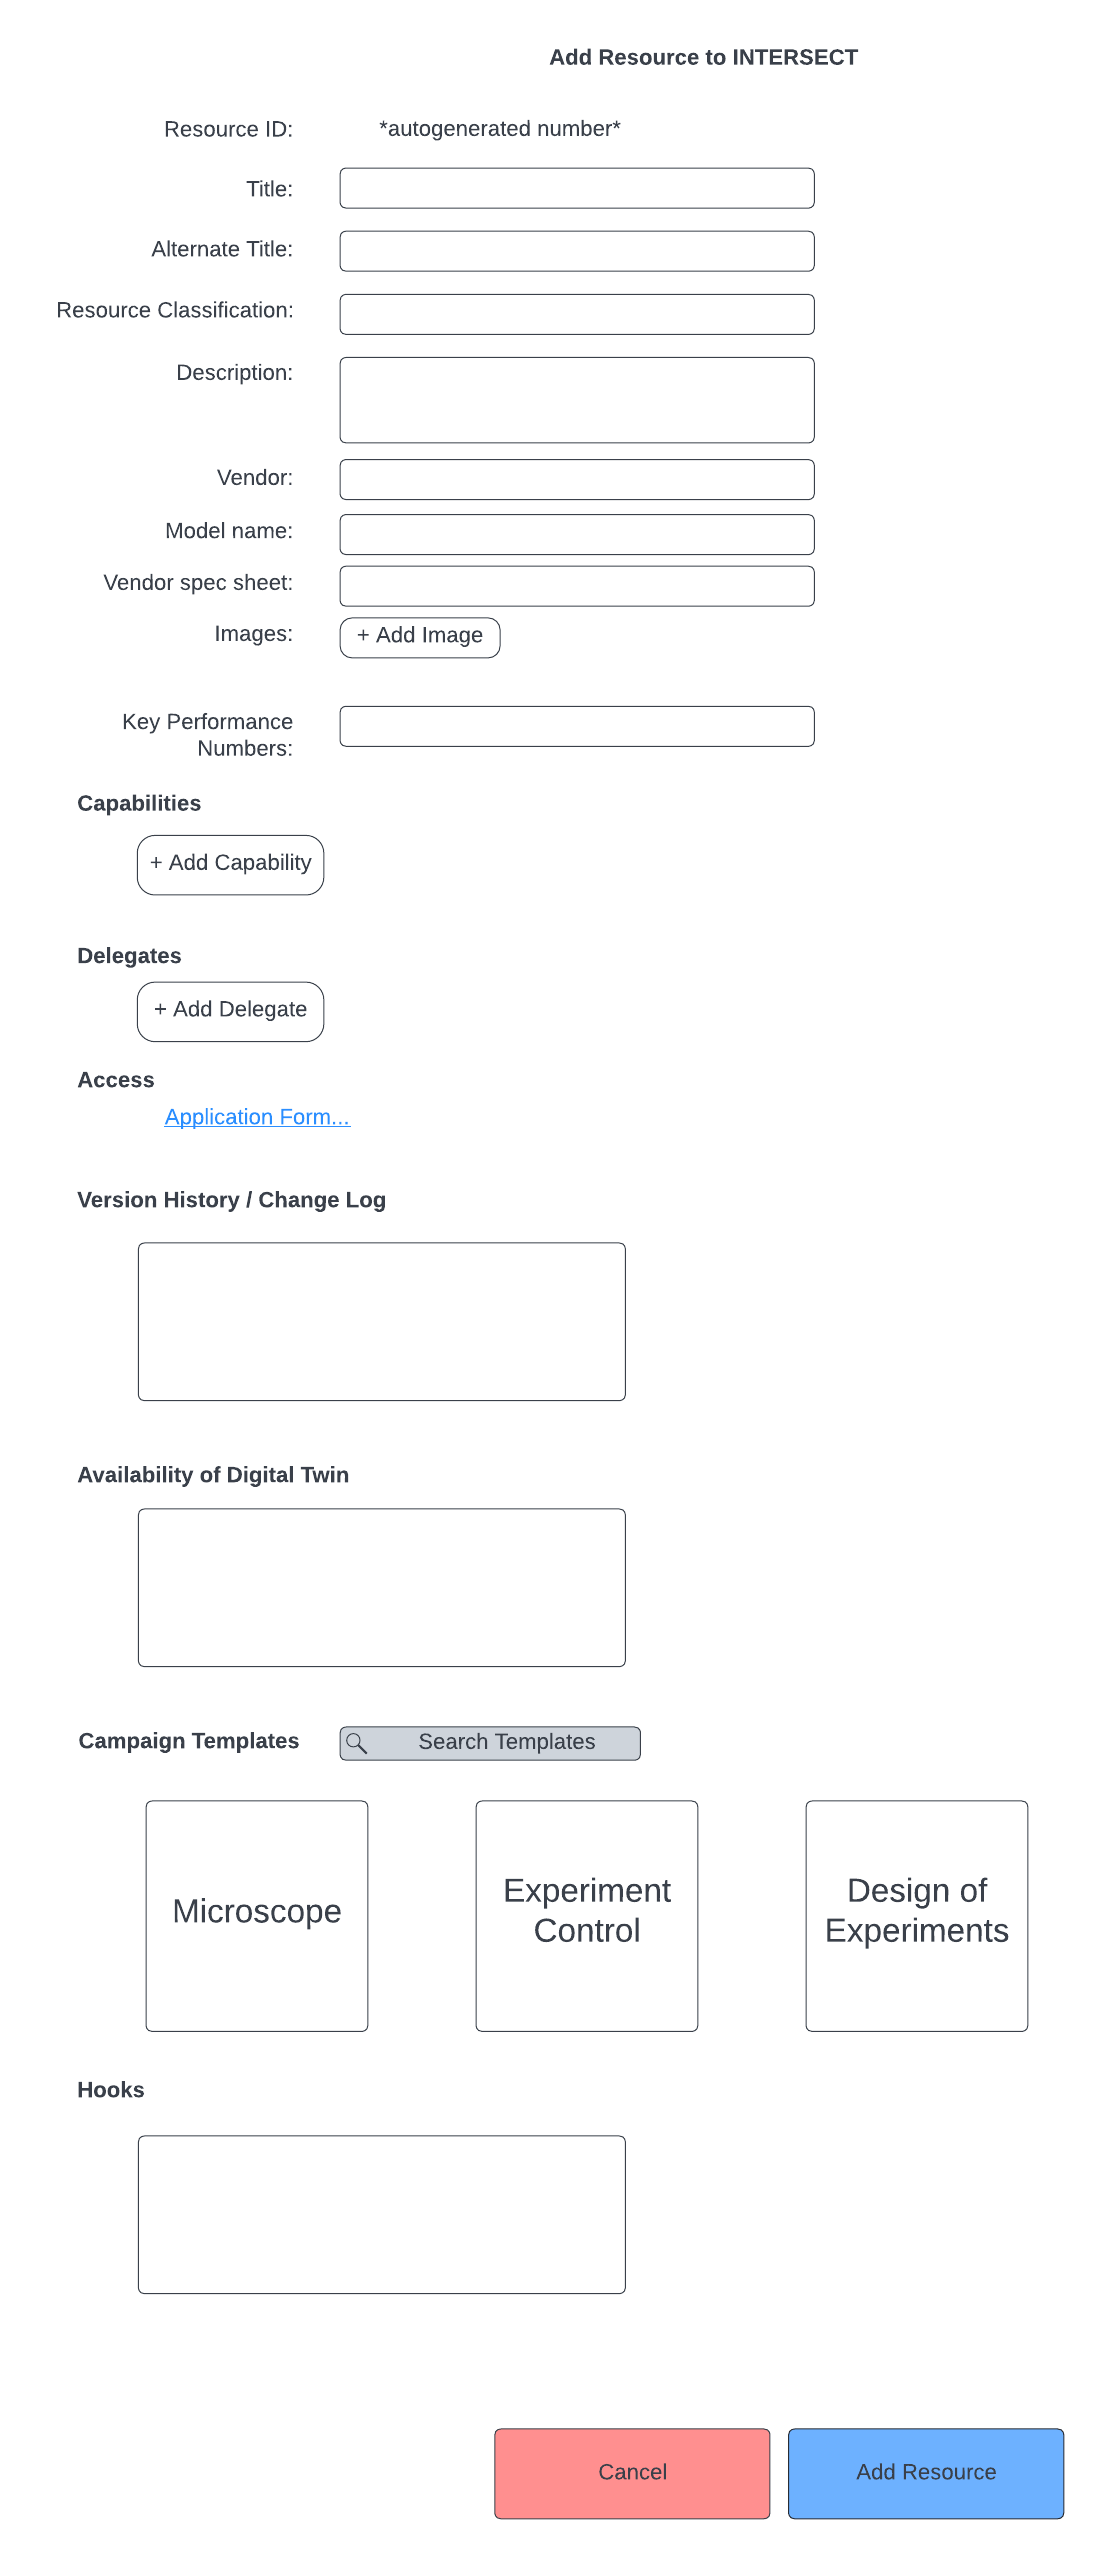 Add Resource to INTERSECT
Resource ID:
*autogenerated number*
Title:
Alternate Title:
Resource Classification:
Description:
Vendor:
Model name:
Vendor spec sheet:
Images:
+ Add Image
Key Performance
Numbers:
Capabilities
+ Add Capability
Delegates
+ Add Delegate
Access
Application Form...
Version History / Change Log
Availability of Digital Twin
Campaign Templates
Search Templates
Microscope
Experiment
Control
Design of
Experiments
Hooks
Cancel
Add Resource